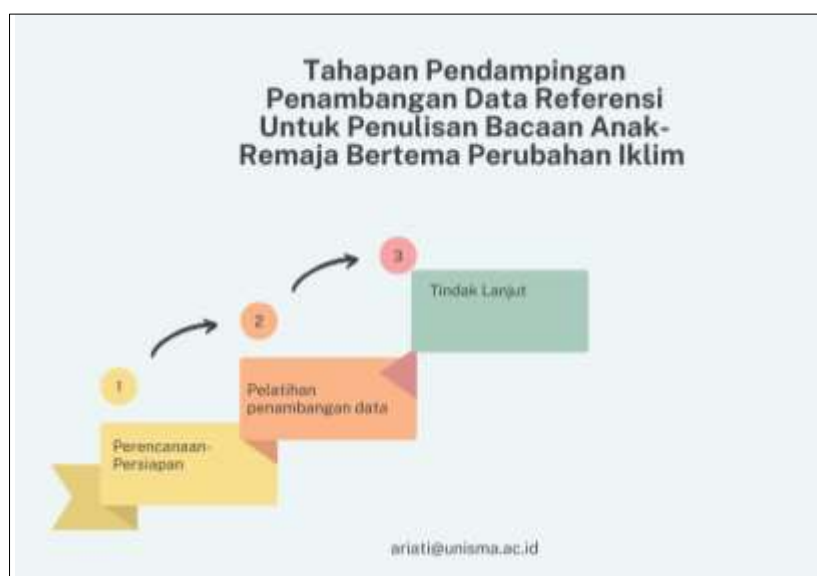 Tahapan Pendampingan
Penambangan Data Referensi
Untuk Penulisan Bacaan Anak-
Remaja Bertema Perubahan Iklim
1
Perencanaan-
Persiapan
2
Pelatihan
penambangan data
3
Tindak Lanjut
ariati@unisma.ac.id